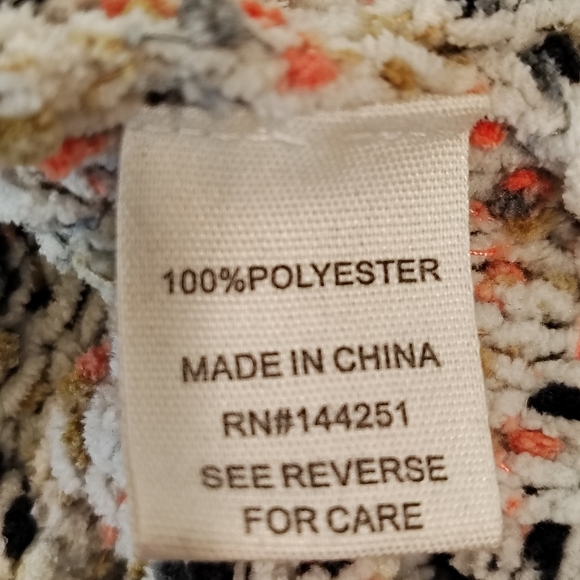 100%POLYESTER
MADE IN CHINA
RN#144251
SEE REVERSE
FOR CARE